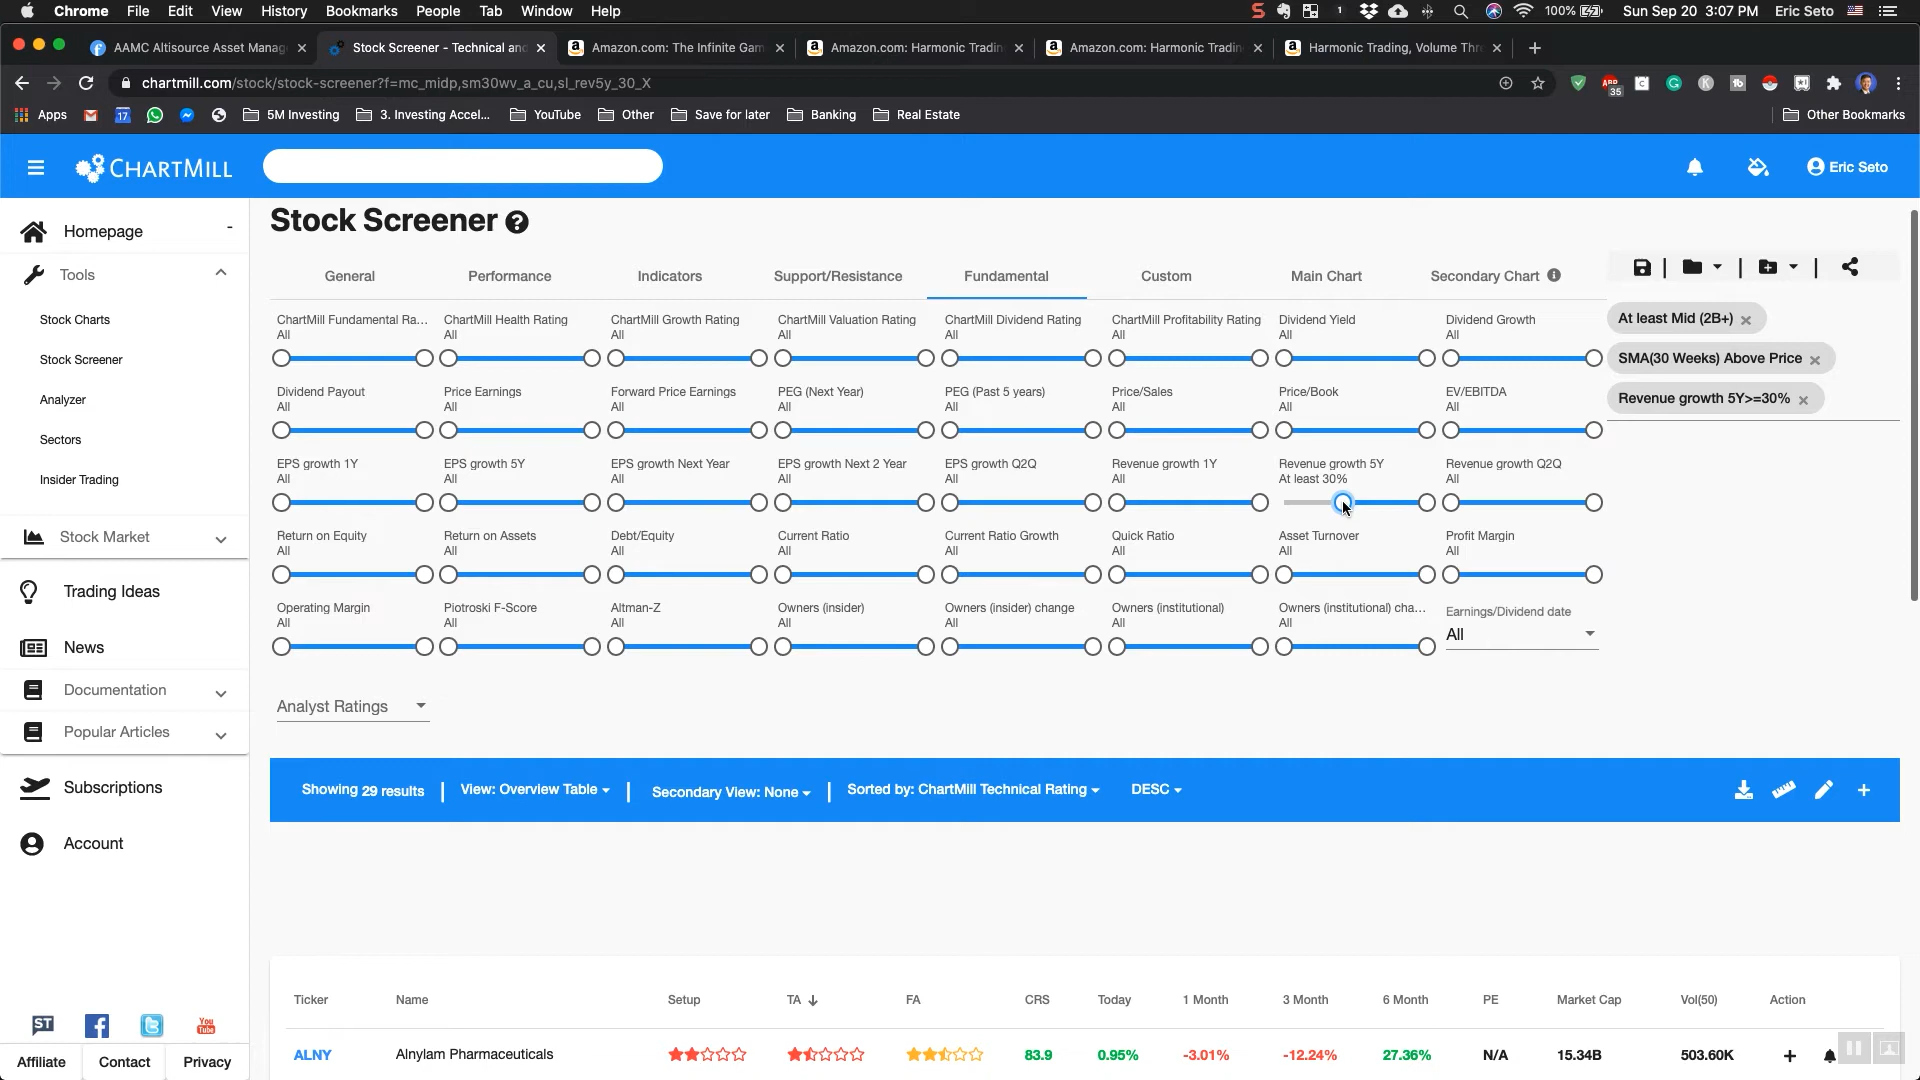 Chrome File Edit View History Bookmarks People Tab Window Help 100% Sun Sep 20 3:07 PM Eric Seto
AAMC Altisource Asset Manag Stock Screener - Technical and Amazon.com: The Infinite Gam Amazon.com: Harmonic Tradin Amazon.com: Harmonic Tradin Harmonic Trading, Volume Thr
chartmill.com/stock/stock-screener?f=mc_midp,sm30wv_a_cu,sl_rev5y_30_X
Apps 5M Investing 3. Investing Accel... YouTube Other Save for later Banking Real Estate Other Bookmarks
CHARTMILL Eric Seto
Homepage
Tools
Stock Charts
Stock Screener
Analyzer
Sectors
Insider Trading
Stock Market
Trading Ideas
News
Documentation
Popular Articles
Subscriptions
Account
Affiliate Contact Privacy
Stock Screener
General Performance Indicators Support/Resistance Fundamental Custom Main Chart Secondary Chart
ChartMill Fundamental Ra... ChartMill Health Rating ChartMill Growth Rating ChartMill Valuation Rating ChartMill Dividend Rating ChartMill Profitability Rating Dividend Yield Dividend Growth
All All All All All All All All
Dividend Payout Price Earnings Forward Price Earnings PEG (Next Year) PEG (Past 5 years) Price/Sales Price/Book EV/EBITDA
All All All All All All All All
EPS growth 1Y EPS growth 5Y EPS growth Next Year EPS growth Next 2 Year EPS growth Q2Q Revenue growth 1Y Revenue growth 5Y Revenue growth Q2Q
All All All All All All At least 30% All
Return on Equity Return on Assets Debt/Equity Current Ratio Current Ratio Growth Quick Ratio Asset Turnover Profit Margin
All All All All All All All All
Operating Margin Piotroski F-Score Altman-Z Owners (insider) Owners (insider) change Owners (institutional) Owners (institutional) cha... Earnings/Dividend date
All All All All All All All All
Analyst Ratings
At least Mid (2B+)
SMA(30 Weeks) Above Price
Revenue growth 5Y>=30%
Showing 29 results View: Overview Table Secondary View: None Sorted by: ChartMill Technical Rating DESC
Ticker Name Setup TA FA CRS Today 1 Month 3 Month 6 Month PE Market Cap Vol(50) Action
ALNY Alnylam Pharmaceuticals 83.9 0.95% -3.01% -12.24% 27.36% N/A 15.34B 503.60K